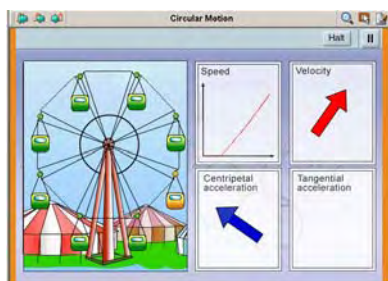 Circular Motion
Halt
Speed
Velocity
Centripetal
acceleration
Tangential
acceleration